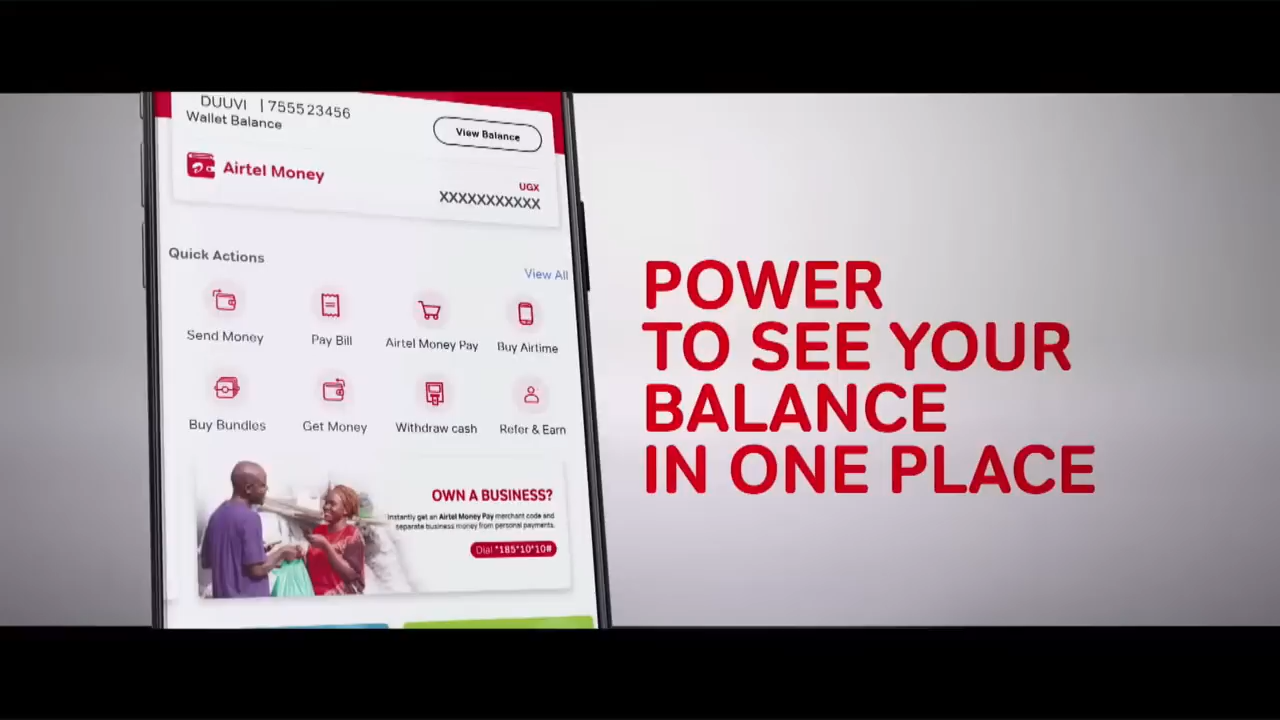 DUUVI | 755523456
Wallet Balance
View Balance
Airtel Money
UGX
XXXXXXXXXXX
Quick Actions
View All
Send Money
Pay Bill
Airtel Money Pay
Buy Airtime
Buy Bundles
Get Money
Withdraw cash
Refer & Earn
OWN A BUSINESS?
Instantly get an Airtel Money Pay merchant code and
separate business money from personal payments.
Dial *185*10*10#
POWER
TO SEE YOUR
BALANCE
IN ONE PLACE